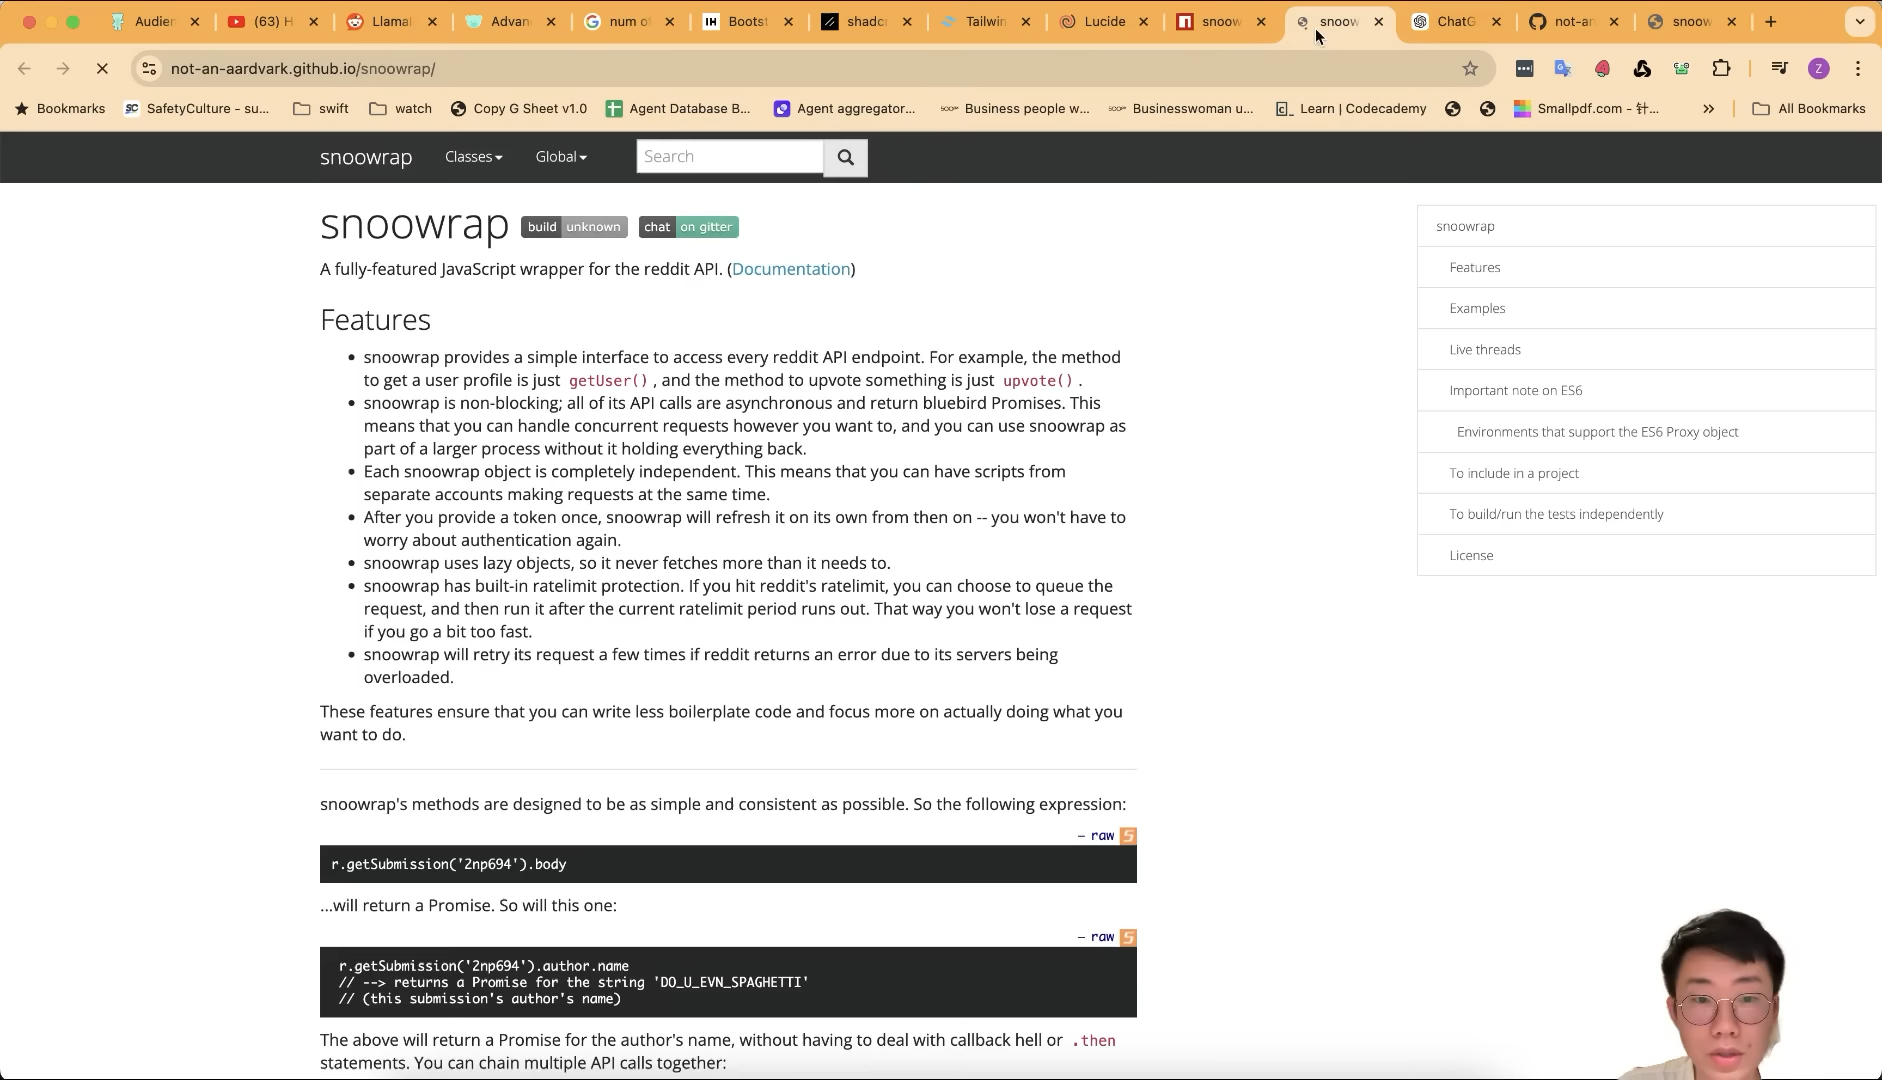 Audien
(63) H
Llamal
Advan
num o
IH
Bootst
shadc
Tailwin
Lucide
snoow
snoow
ChatG
not-an
snoow
not-an-aardvark.github.io/snoowrap/
Z
Bookmarks
SC
SafetyCulture - su...
swift
watch
Copy G Sheet v1.0
Agent Database B...
Agent aggregator...
Business people w...
Businesswoman u...
Learn | Codecademy
Smallpdf.com - 针...
»
All Bookmarks
snoowrap
Classes
Global
Search
snoowrap
build unknown
chat on gitter
A fully-featured JavaScript wrapper for the reddit API. (Documentation)
Features
• snoowrap provides a simple interface to access every reddit API endpoint. For example, the method
to get a user profile is just getUser() , and the method to upvote something is just upvote() .
• snoowrap is non-blocking; all of its API calls are asynchronous and return bluebird Promises. This
means that you can handle concurrent requests however you want to, and you can use snoowrap as
part of a larger process without it holding everything back.
• Each snoowrap object is completely independent. This means that you can have scripts from
separate accounts making requests at the same time.
• After you provide a token once, snoowrap will refresh it on its own from then on -- you won't have to
worry about authentication again.
• snoowrap uses lazy objects, so it never fetches more than it needs to.
• snoowrap has built-in ratelimit protection. If you hit reddit's ratelimit, you can choose to queue the
request, and then run it after the current ratelimit period runs out. That way you won't lose a request
if you go a bit too fast.
• snoowrap will retry its request a few times if reddit returns an error due to its servers being
overloaded.
These features ensure that you can write less boilerplate code and focus more on actually doing what you
want to do.
snoowrap's methods are designed to be as simple and consistent as possible. So the following expression:
– raw
r.getSubmission('2np694').body
...will return a Promise. So will this one:
– raw
r.getSubmission('2np694').author.name
// --> returns a Promise for the string 'DO_U_EVN_SPAGHETTI'
// (this submission's author's name)
The above will return a Promise for the author's name, without having to deal with callback hell or .then
statements. You can chain multiple API calls together:
snoowrap
Features
Examples
Live threads
Important note on ES6
Environments that support the ES6 Proxy object
To include in a project
To build/run the tests independently
License